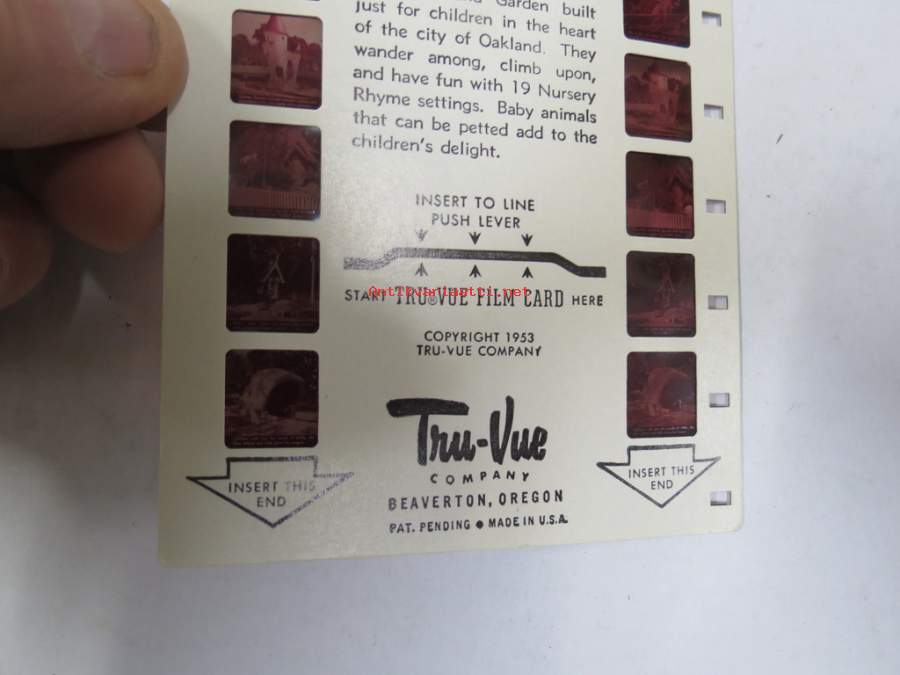 Garden built
just for children in the heart
of the city of Oakland. They
wander among, climb upon,
and have fun with 19 Nursery
Rhyme settings. Baby animals
that can be petted add to the
children's delight.
INSERT TO LINE
PUSH LEVER
START TRU-VUE FILM CARD HERE
Antikvariaatti.net
COPYRIGHT 1953
TRU-VUE COMPANY
Tru-Vue
COMPANY
BEAVERTON, OREGON
PAT. PENDING ● MADE IN U.S.A.
INSERT THIS
END
INSERT THIS
END